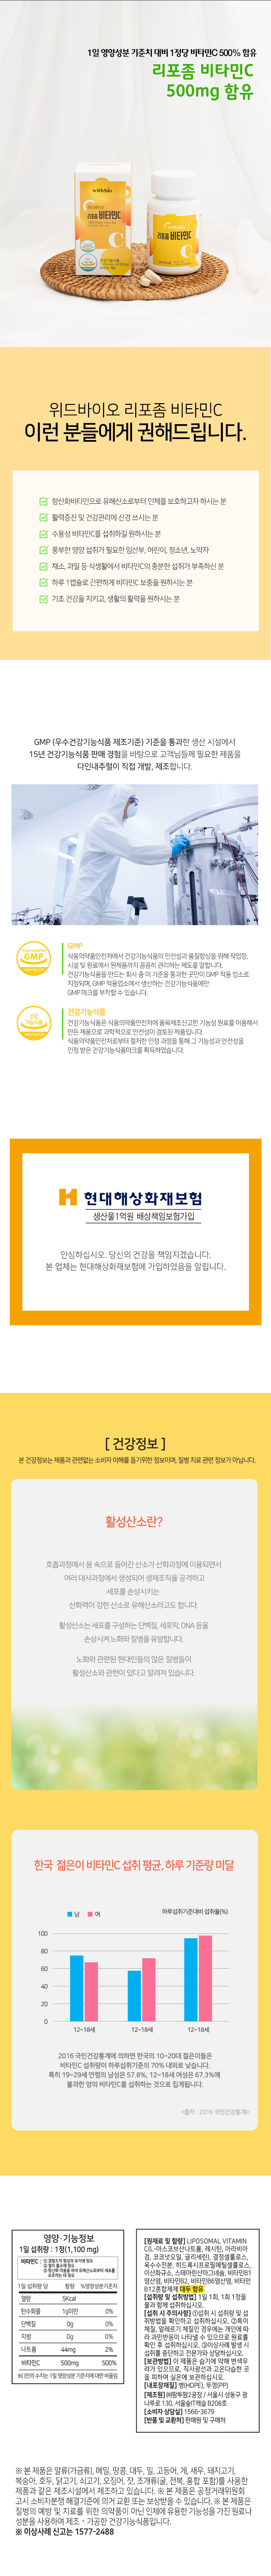 1일 영양성분 기준치 대비 1정당 비타민C 500% 함유
리포좀 비타민C
500mg 함유
withbio
리포좀 비타민C
C
건강기능식품
withbio
리포좀 비타민C
위드바이오 리포좀 비타민C
이런 분들에게 권해드립니다.
항산화비타민으로 유해산소로부터 인체를 보호하고자 하시는 분
활력증진 및 건강관리에 신경 쓰시는 분
수용성 비타민C를 섭취하길 원하시는 분
풍부한 영양 섭취가 필요한 임산부, 어린이, 청소년, 노약자
채소, 과일 등 식생활에서 비타민C의 충분한 섭취가 부족하신 분
하루 1캡슐로 간편하게 비타민C 보충을 원하시는 분
기초 건강을 지키고, 생활의 활력을 원하시는 분
GMP (우수건강기능식품 제조기준) 기준을 통과한 생산 시설에서
15년 건강기능식품 판매 경험을 바탕으로 고객님들께 필요한 제품을
다인내추럴이 직접 개발, 제조합니다.
GMP
GMP
식품의약품안전처에서 건강기능식품의 안전성과 품질향상을 위해 작업장,
시설 및 원료에서 완제품까지 꼼꼼히 관리하는 제도를 말합니다.
건강기능식품을 만드는 회사 중 이 기준을 통과한 곳만이 GMP 적용 업소로
지정되며, GMP 적용업소에서 생산하는 건강기능식품에만
GMP 마크를 부착할 수 있습니다.
건강
기능식품
건강기능식품
건강기능식품은 식품의약품안전처에 품목제조신고한 기능성 원료를 이용해서
만든 제품으로 과학적으로 안전성이 검토된 제품입니다.
식품의약품안전처로부터 철저한 인정 과정을 통해 그 기능성과 안전성을
인정 받은 건강기능식품마크를 획득하였습니다.
현대해상화재보험
생산물1억원 배상책임보험가입
안심하십시오. 당신의 건강을 책임지겠습니다.
본 업체는 현대해상화재보험에 가입하였음을 알립니다.
[ 건강정보 ]
본 건강정보는 제품과 관련없는 소비자 이해를 돕기위한 정보이며, 질병 치료 관련 정보가 아닙니다.
활성산소란?
호흡과정에서 몸 속으로 들어간 산소가 산화과정에 이용되면서
여러 대사과정에서 생성되어 생체조직을 공격하고
세포를 손상시키는
산화력이 강한 산소로 유해산소라고도 합니다.
활성산소는 세포를 구성하는 단백질, 세포막, DNA 등을
손상시켜 노화와 질병을 유발합니다.
노화와 관련된 현대인들의 많은 질병들이
활성산소와 관련이 있다고 알려져 있습니다.
한국 젊은이 비타민C 섭취 평균, 하루 기준량 미달
남 여
하루섭취기준대비 섭취율(%)
100
80
60
40
20
0
12~18세 12~18세 12~18세
2016 국민건강통계에 의하면 한국의 10~20대 젊은이들은
비타민C 섭취량이 하루섭취기준의 70% 내외로 낮습니다.
특히 19~29세 연령의 남성은 57.8%, 12~18세 여성은 67.3%에
불과한 양의 비타민C를 섭취하는 것으로 집계됩니다.
<출처 : 2016 국민건강통계>
영양·기능정보
1일 섭취량 : 1정(1,100 mg)
비타민C :
① 결합조직 형성과 유지에 필요
② 철의 흡수에 필요
③ 항산화 작용을 하여 유해산소로부터 세포를
보호하는데 필요
1일 섭취량 당 함량 %영양성분기준치
열량 5Kcal
탄수화물 1g미만 0%
단백질 0g 0%
지방 0g 0%
나트륨 44mg 2%
비타민C 500mg 500%
※( )안의 수치는 1일 영양성분 기준치에 대한 비율임
[원재료 및 함량] LIPOSOMAL VITAMIN
C(L-아스코브산나트륨, 레시틴, 아라비아
검, 코코넛오일, 글리세린), 결정셀룰로스,
옥수수전분, 히드록시프로필메틸셀룰로스,
이산화규소, 스테아린산마그네슘, 비타민B1
염산염, 비타민B2, 비타민B6염산염, 비타민
B12혼합제제 대두 함유
[섭취량 및 섭취방법] 1일 1회, 1회 1정을
물과 함께 섭취하십시오.
[섭취 시 주의사항] ①섭취 시 섭취량 및 섭
취방법을 확인하고 섭취하십시오. ②특이
체질, 알레르기 체질인 경우에는 개인에 따
라 과민반응이 나타날 수 있으므로 원료를
확인 후 섭취하십시오. ③이상사례 발생 시
섭취를 중단하고 전문가와 상담하십시오.
[보관방법] 이 제품은 습기에 약해 변색우
려가 있으므로, 직사광선과 고온다습한 곳
을 피하여 실온에 보관하십시오.
[내포장재질] 병(HDPE), 뚜껑(PP)
[제조원] ㈜팜투비2공장 / 서울시 성동구 광
나루로 130, 서울숲IT캐슬 B208호
[소비자 상담실] 1566-3679
[반품 및 교환처] 판매원 및 구매처
※ 본 제품은 알류(가금류), 메밀, 땅콩, 대두, 밀, 고등어, 게, 새우, 돼지고기,
복숭아, 호두, 닭고기, 쇠고기, 오징어, 잣, 조개류(굴, 전복, 홍합 포함)를 사용한
제품과 같은 제조시설에서 제조하고 있습니다. ※ 본 제품은 공정거래위원회
고시 소비자분쟁 해결기준에 의거 교환 또는 보상받을 수 있습니다. ※ 본 제품은
질병의 예방 및 치료를 위한 의약품이 아닌 인체에 유용한 기능성을 가진 원료나
성분을 사용하여 제조 · 가공한 건강기능식품입니다.
※ 이상사례 신고는 1577-2488